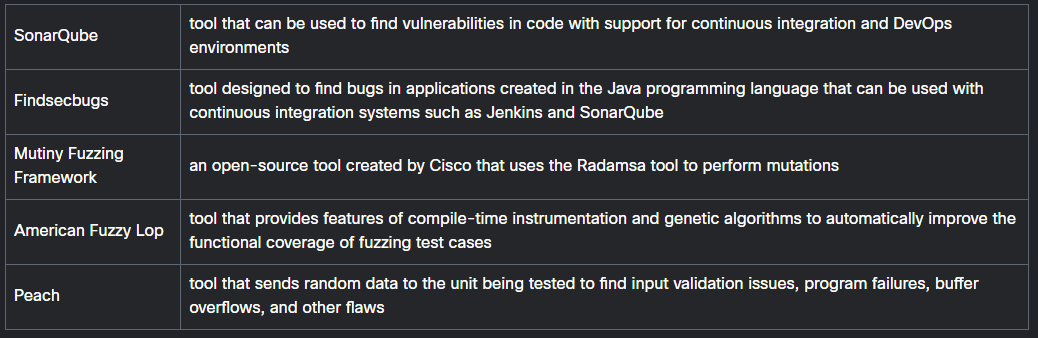 SonarQube
tool that can be used to find vulnerabilities in code with support for continuous integration and DevOps
environments
Findsecbugs
tool designed to find bugs in applications created in the Java programming language that can be used with
continuous integration systems such as Jenkins and SonarQube
Mutiny Fuzzing
Framework
an open-source tool created by Cisco that uses the Radamsa tool to perform mutations
American Fuzzy Lop
tool that provides features of compile-time instrumentation and genetic algorithms to automatically improve the
functional coverage of fuzzing test cases
Peach
tool that sends random data to the unit being tested to find input validation issues, program failures, buffer
overflows, and other flaws